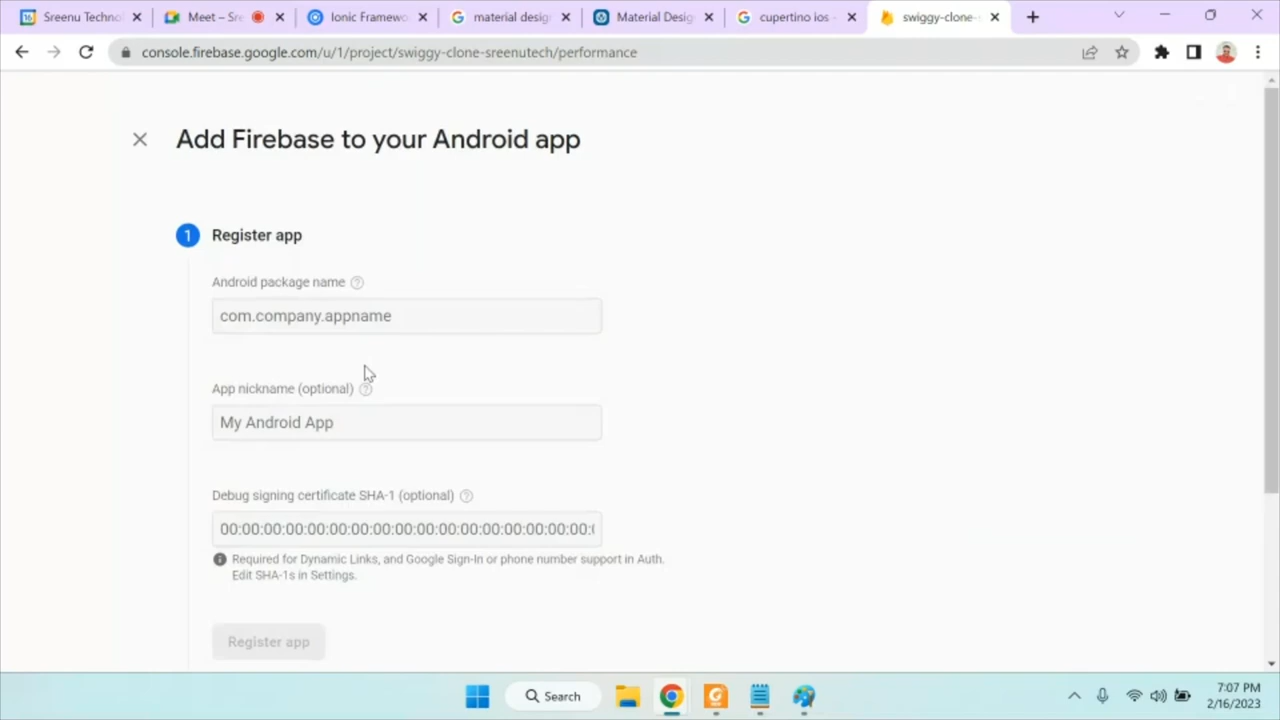 Sreenu Technol
Meet – Sre
Ionic Framewo
material desig
Material Desig
cupertino ios -
swiggy-clone-
console.firebase.google.com/u/1/project/swiggy-clone-sreenutech/performance
Add Firebase to your Android app
1 Register app
Android package name
com.company.appname
App nickname (optional)
My Android App
Debug signing certificate SHA-1 (optional)
00:00:00:00:00:00:00:00:00:00:00:00:00:00:00:00:00:
Required for Dynamic Links, and Google Sign-In or phone number support in Auth.
Edit SHA-1s in Settings.
Register app
Search
7:07 PM
2/16/2023